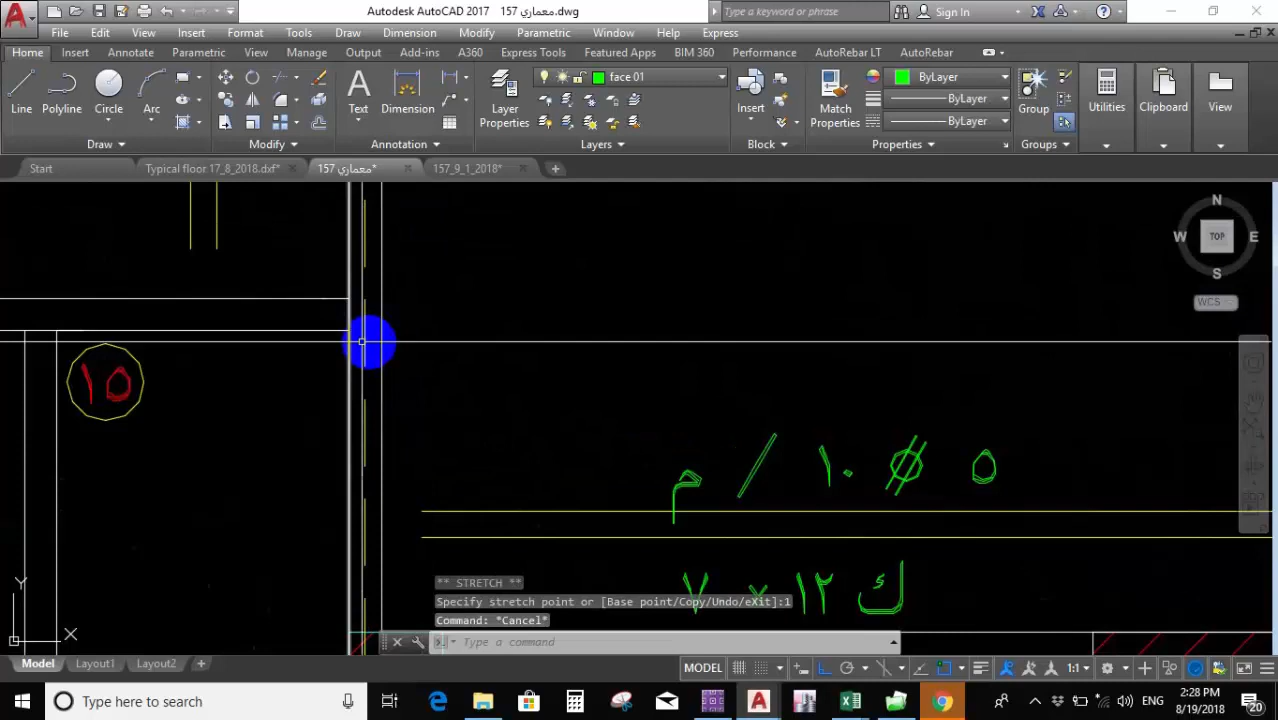 Autodesk AutoCAD 2017 معماري 157.dwg
Type a keyword or phrase
Sign In
File Edit View Insert Format Tools Draw Dimension Modify Parametric Window Help Express
Home Insert Annotate Parametric View Manage Output Add-ins A360 Express Tools Featured Apps BIM 360 Performance AutoRebar LT AutoRebar
Line Polyline Circle Arc
Text Dimension
Layer Properties
face 01
Insert
Match Properties
ByLayer
ByLayer
ByLayer
Group
Utilities Clipboard View
Draw Modify Annotation Layers Block Properties Groups
Start
Typical floor 17_8_2018.dxf*
معماري 157*
157_9_1_2018*
N
W TOP E
S
WCS
١٥
٥ ø ١٠ / م
ك ١٢ × ٧
Y
X
** STRETCH **
Specify stretch point or [Base point/Copy/Undo/eXit]:1
Command: *Cancel*
Type a command
Model Layout1 Layout2
MODEL
1:1
Type here to search
ENG
2:28 PM
8/19/2018
20